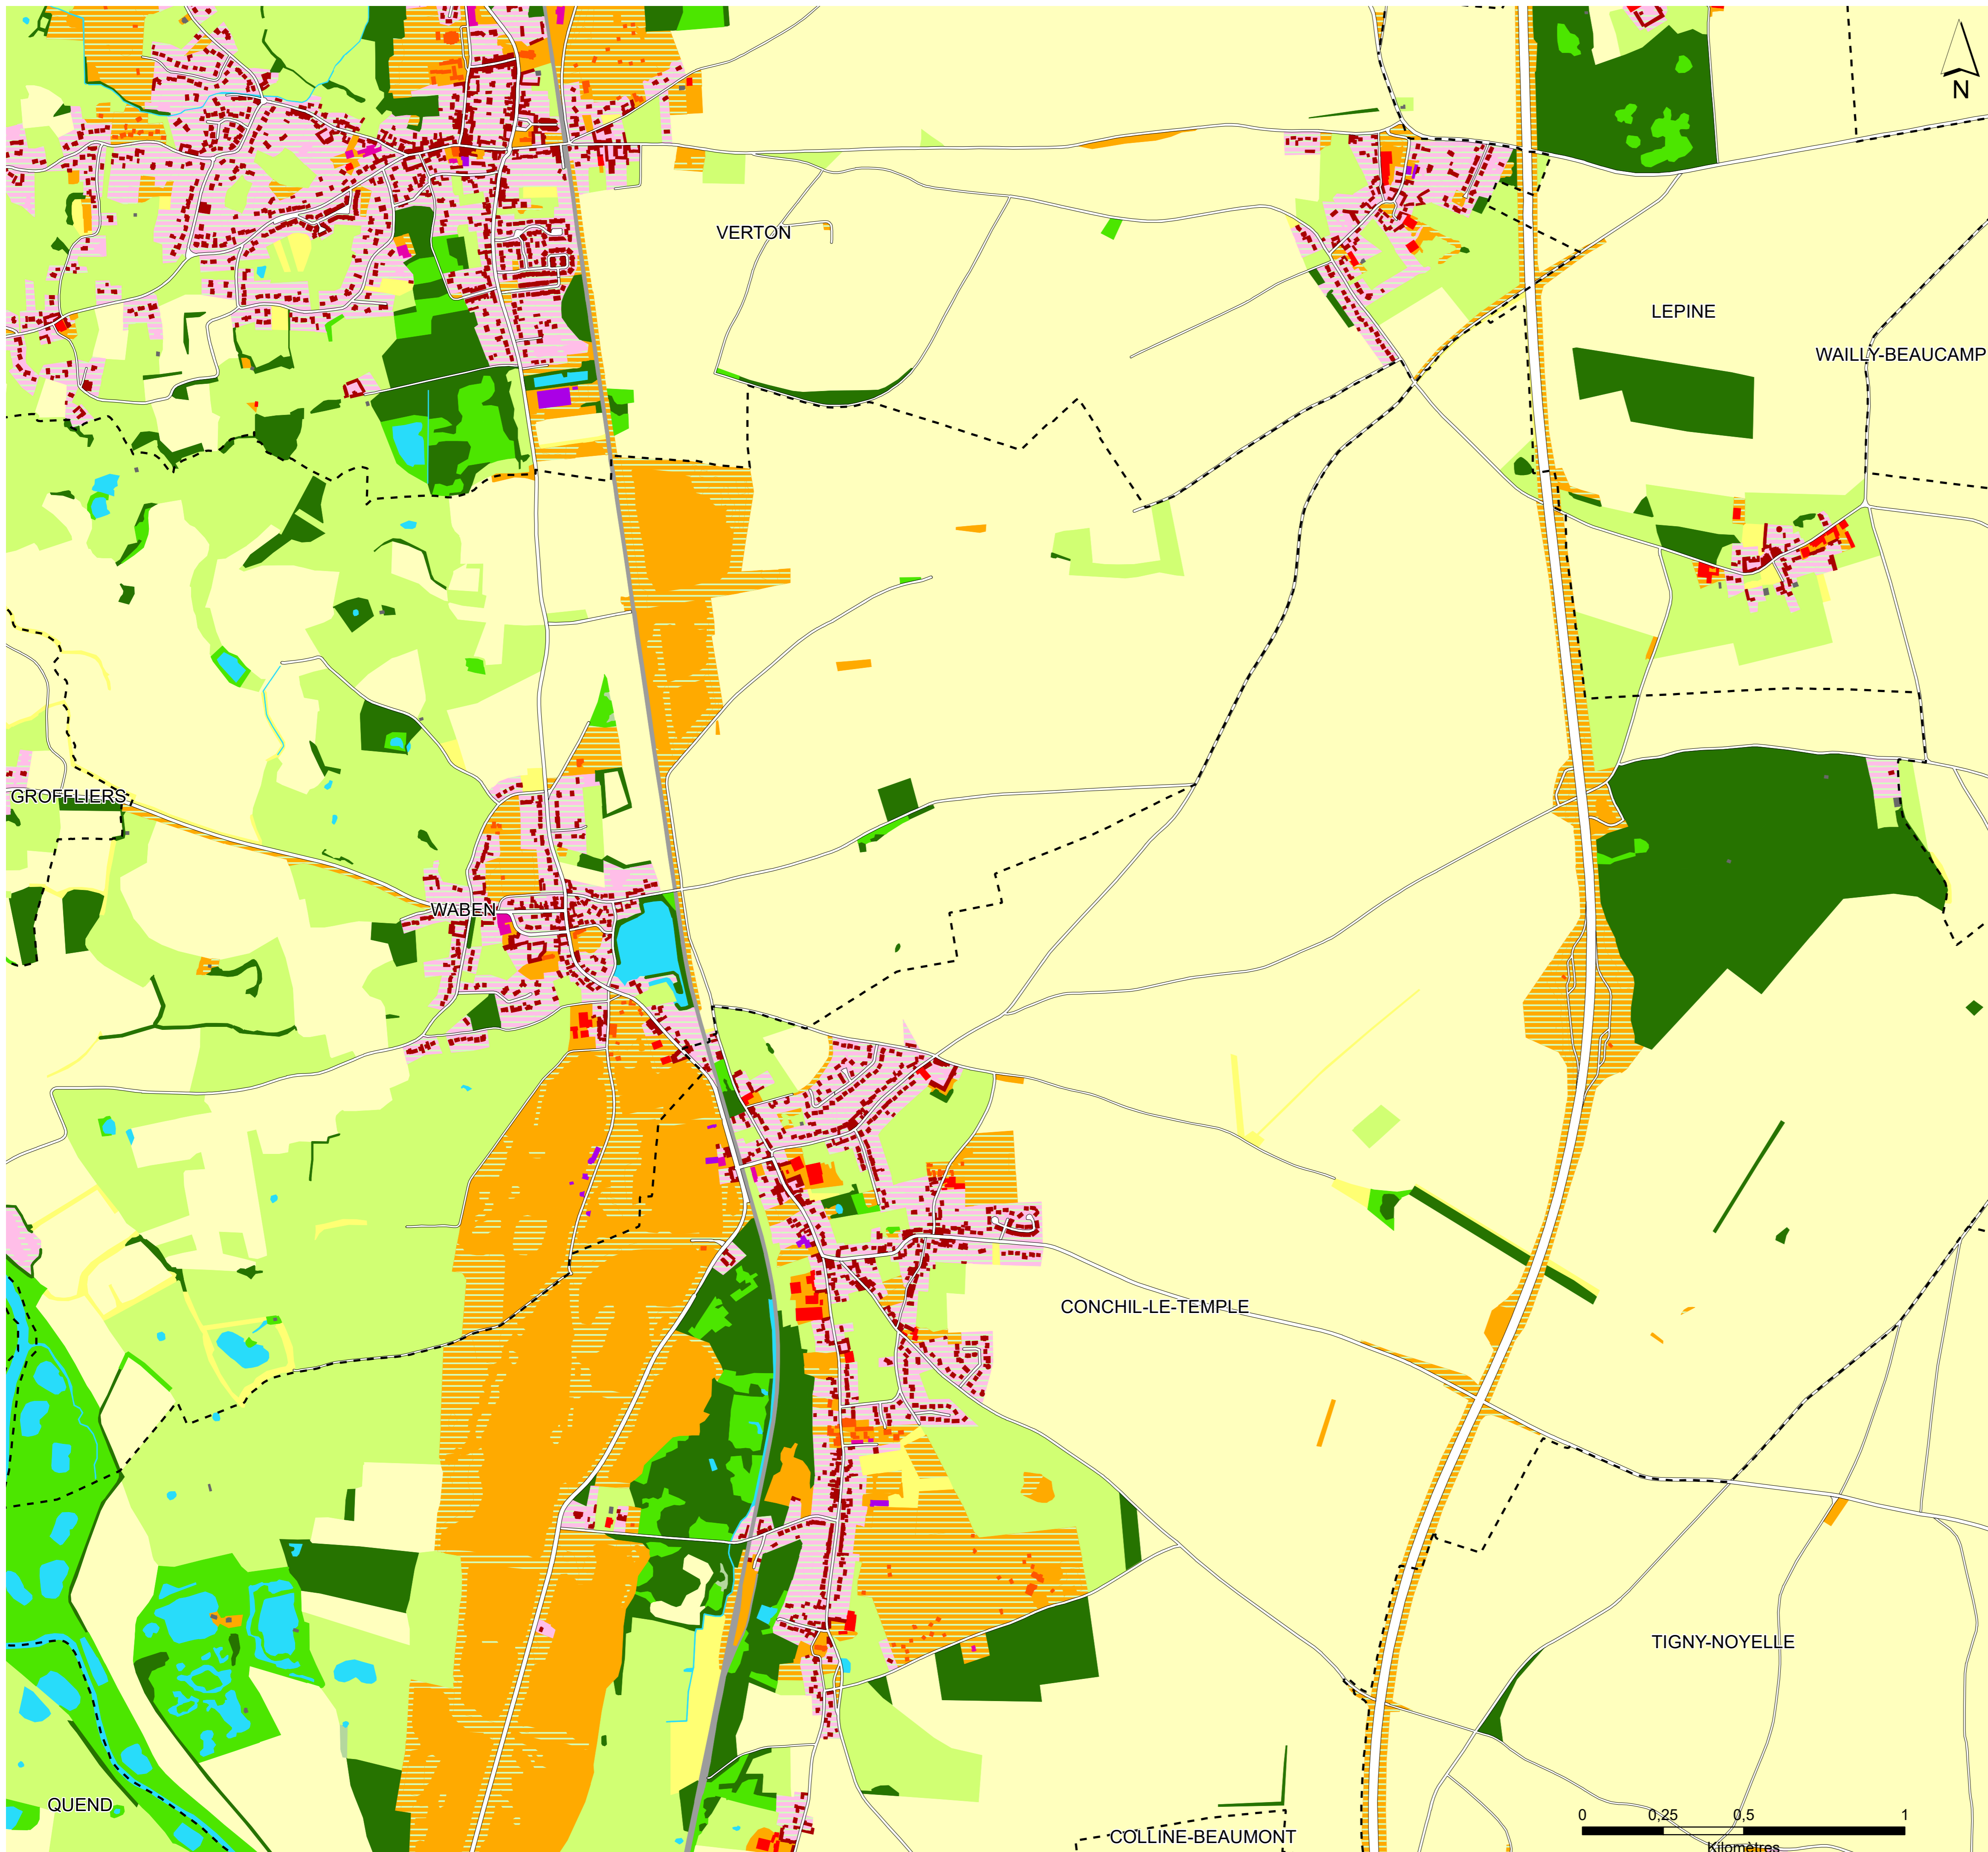 N
VERTON
LEPINE
WAILLY-BEAUCAMP
GROFFLIERS
WABEN
CONCHIL-LE-TEMPLE
TIGNY-NOYELLE
QUEND
COLLINE-BEAUMONT
0 0,25 0,5 1
Kilomètres